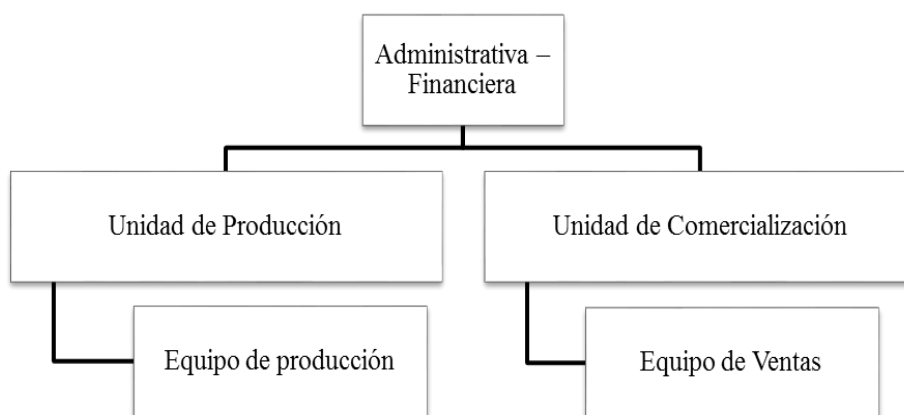 Administrativa –
Financiera
Unidad de Producción
Unidad de Comercialización
Equipo de producción
Equipo de Ventas